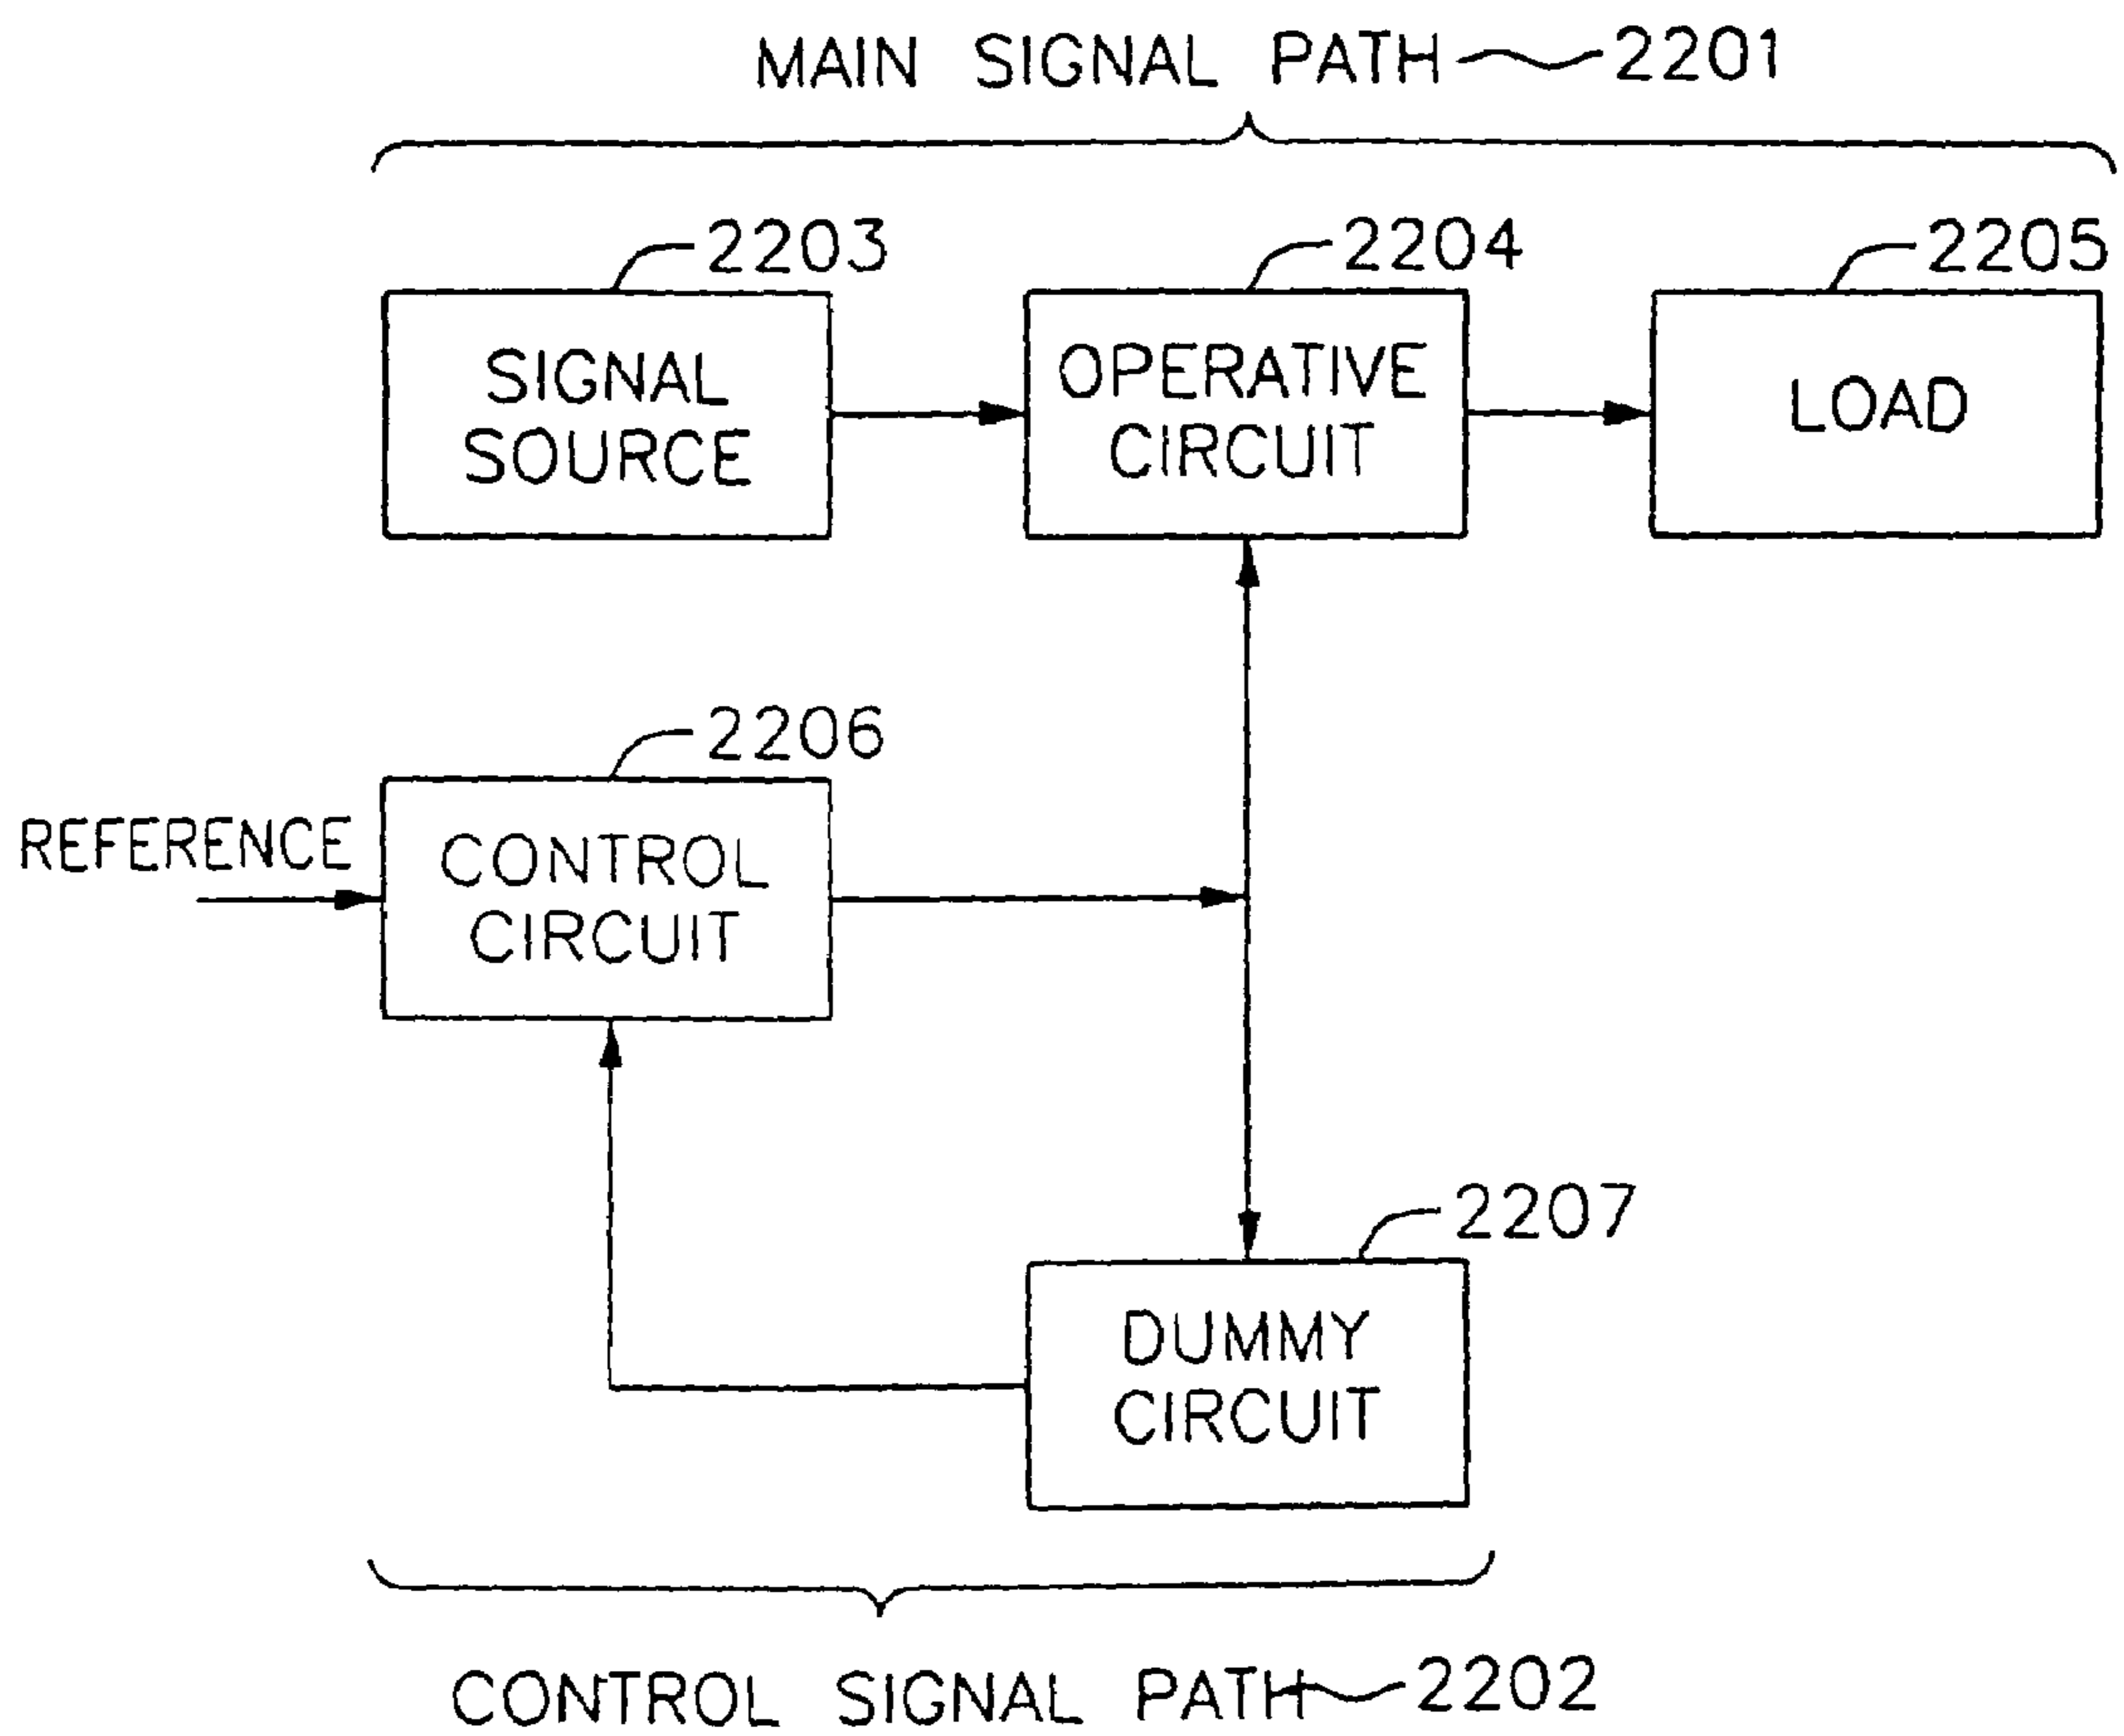 MAIN SIGNAL PATH 2201
2203
2204
2205
SIGNAL
SOURCE
OPERATIVE
CIRCUIT
LOAD
2206
REFERENCE
CONTROL
CIRCUIT
2207
DUMMY
CIRCUIT
CONTROL SIGNAL PATH 2202